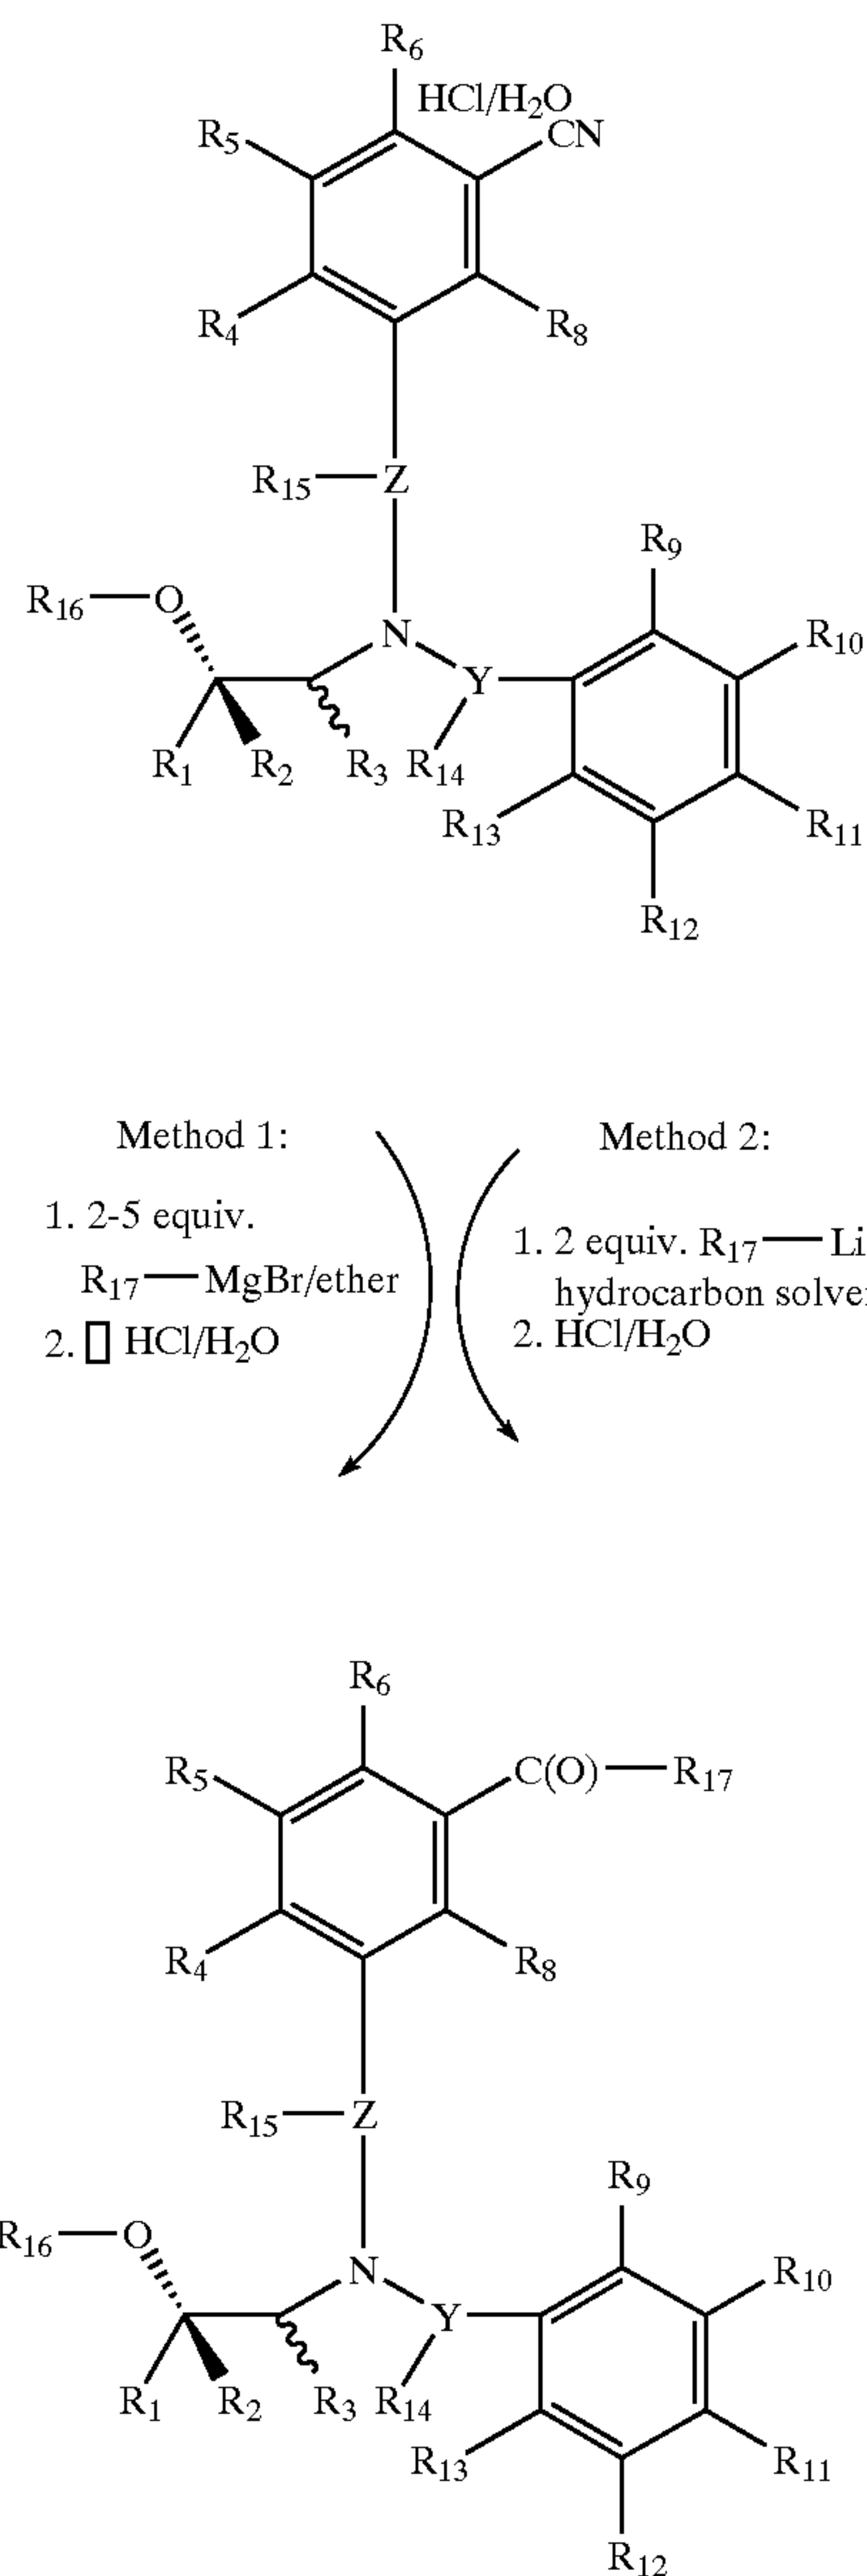 R6
HCl/H2O
R5 CN
R4 R8
R15—Z
R9
R16—O N R10
Y
R1 R2 R3 R14
R13 R11
R12
Method 1: Method 2:
1. 2-5 equiv.
1. 2 equiv. R17—Li
R17—MgBr/ether
hydrocarbon solve
2. HCl/H2O
2. HCl/H2O
R6
R5 C(O)—R17
R4 R8
R15—Z
R9
R16—O N R10
Y
R1 R2 R3 R14
R13 R11
R12